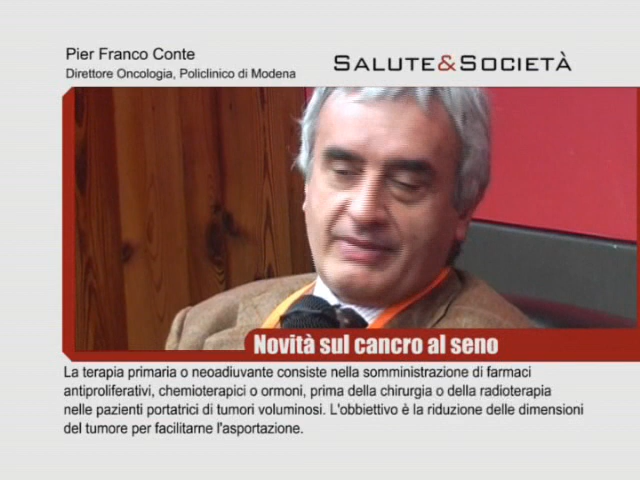 Pier Franco Conte
Direttore Oncologia, Policlinico di Modena
SALUTE&SOCIETÀ
Novità sul cancro al seno
La terapia primaria o neoadiuvante consiste nella somministrazione di farmaci
antiproliferativi, chemioterapici o ormoni, prima della chirurgia o della radioterapia
nelle pazienti portatrici di tumori voluminosi. L'obbiettivo è la riduzione delle dimensioni
del tumore per facilitarne l'asportazione.